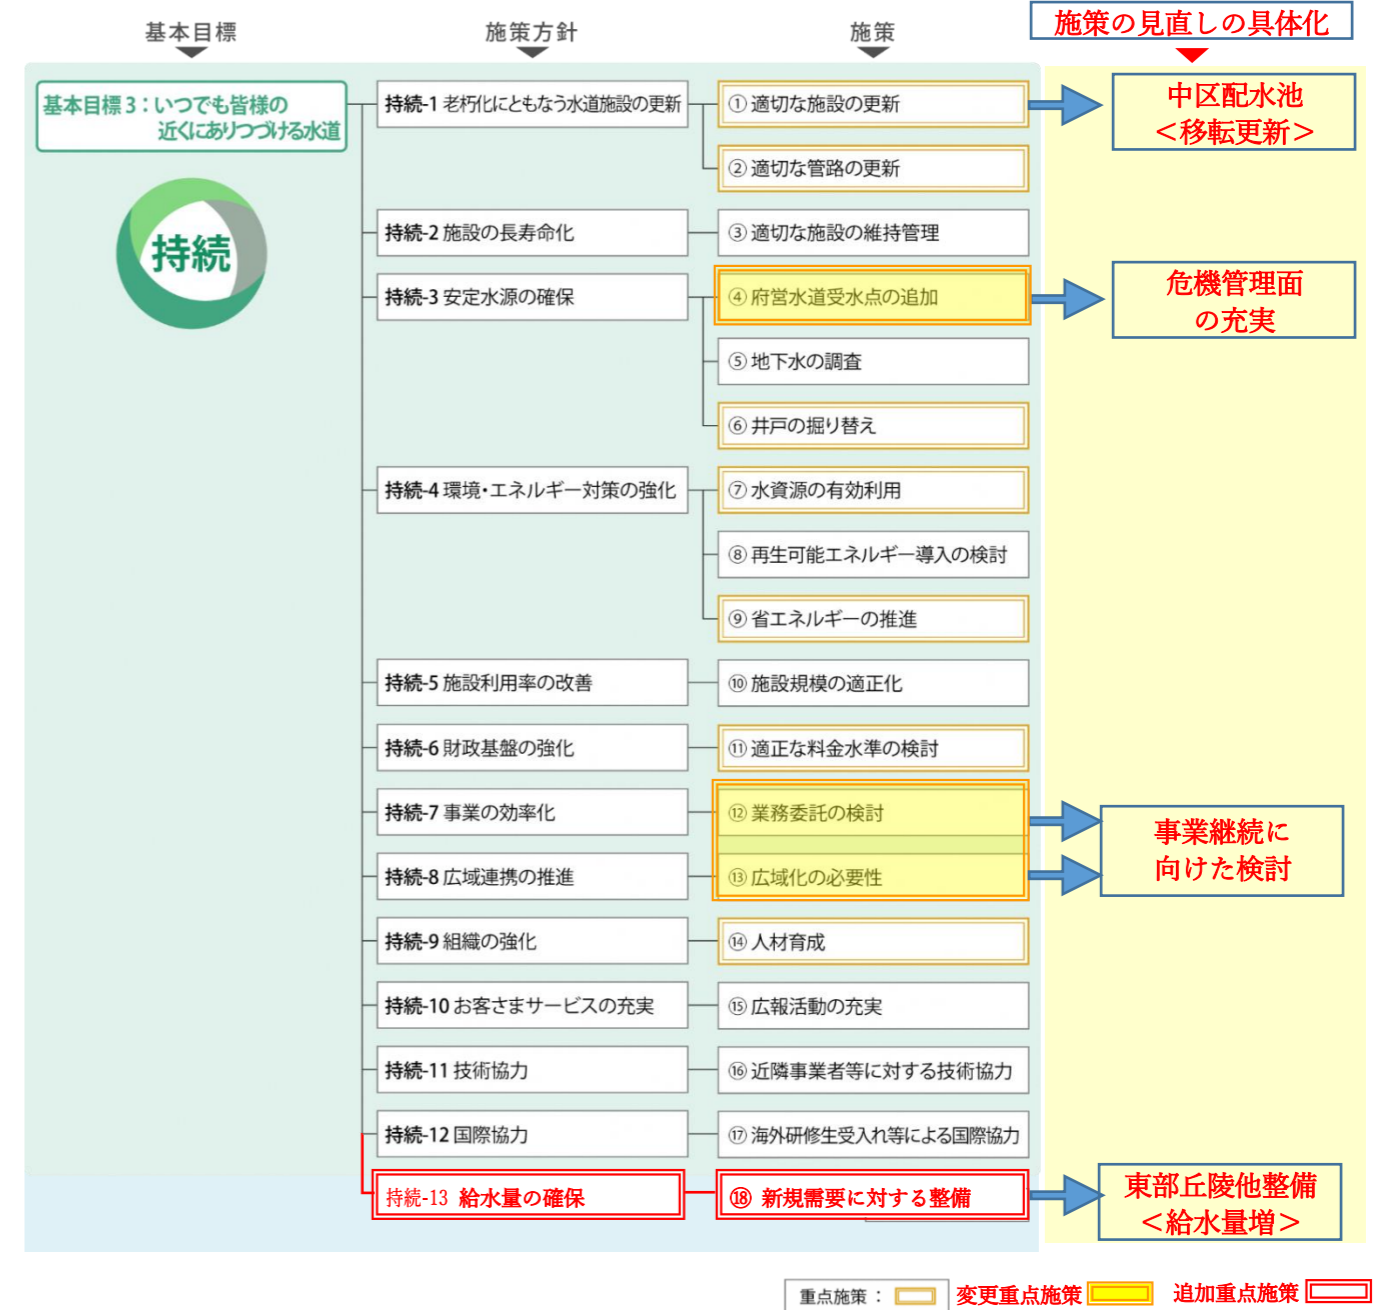 基本目標
施策方針
施策
施策の見直しの具体化
基本目標3：いつでも皆様の
近くにありつづける水道
持続
持続-1 老朽化にともなう水道施設の更新
① 適切な施設の更新
中区配水池
＜移転更新＞
② 適切な管路の更新
持続-2 施設の長寿命化
③ 適切な施設の維持管理
持続-3 安定水源の確保
④ 府営水道受水点の追加
危機管理面
の充実
⑤ 地下水の調査
⑥ 井戸の掘り替え
持続-4 環境・エネルギー対策の強化
⑦ 水資源の有効利用
⑧ 再生可能エネルギー導入の検討
⑨ 省エネルギーの推進
持続-5 施設利用率の改善
⑩ 施設規模の適正化
持続-6 財政基盤の強化
⑪ 適正な料金水準の検討
持続-7 事業の効率化
⑫ 業務委託の検討
事業継続に
向けた検討
持続-8 広域連携の推進
⑬ 広域化の必要性
持続-9 組織の強化
⑭ 人材育成
持続-10 お客さまサービスの充実
⑮ 広報活動の充実
持続-11 技術協力
⑯ 近隣事業者等に対する技術協力
持続-12 国際協力
⑰ 海外研修生受入れ等による国際協力
持続-13 給水量の確保
⑱ 新規需要に対する整備
東部丘陵他整備
＜給水量増＞
重点施策：
変更重点施策
追加重点施策